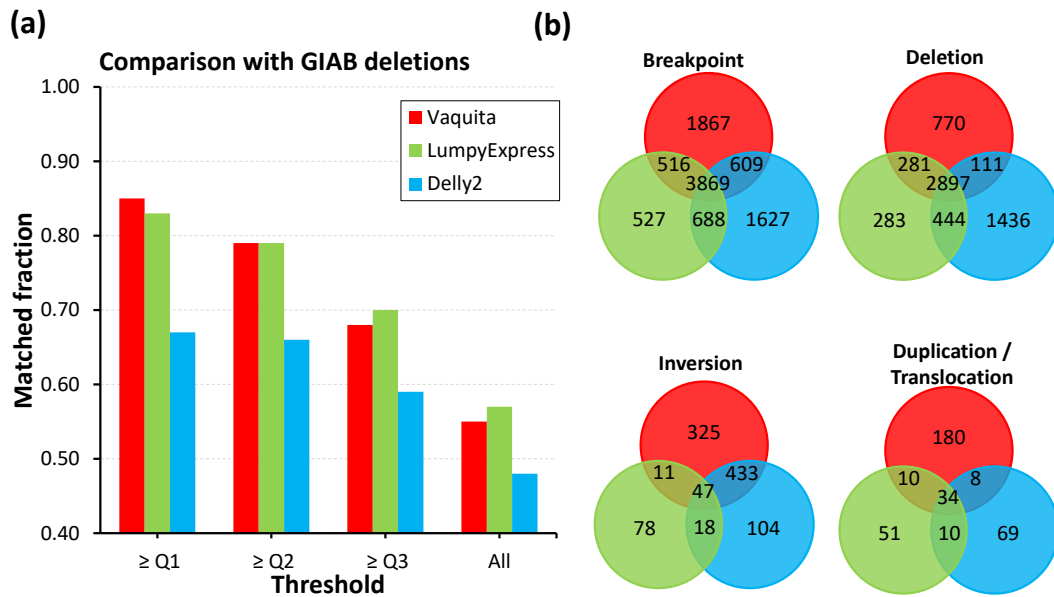 (a)
Comparison with GIAB deletions
Matched fraction
1.00
0.90
0.80
0.70
0.60
0.50
0.40
Vaquita
LumpyExpress
Delly2
≥ Q1 ≥ Q2 ≥ Q3 All
Threshold
(b)
Breakpoint
1867
516 609
3869
527 688 1627
Deletion
770
281 111
2897
283 444 1436
Inversion
325
11 433
47
78 18 104
Duplication /
Translocation
180
10 8
34
51 10 69